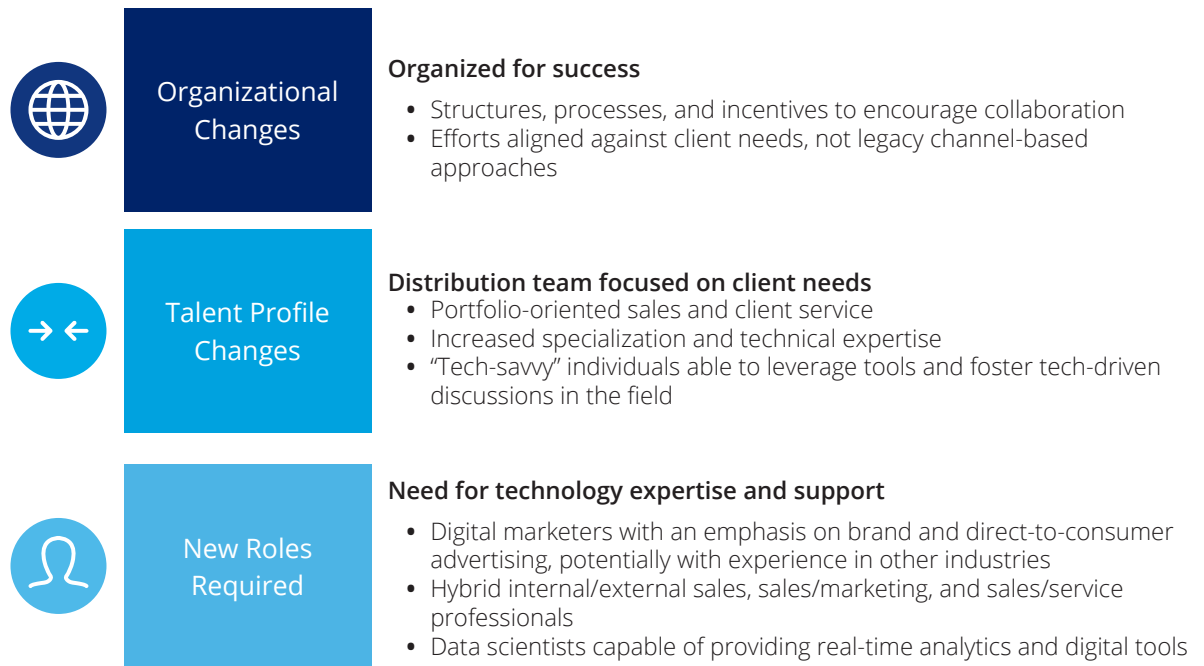 Organizational
Changes
Organized for success
• Structures, processes, and incentives to encourage collaboration
• Efforts aligned against client needs, not legacy channel-based
approaches
Talent Profile
Changes
Distribution team focused on client needs
• Portfolio-oriented sales and client service
• Increased specialization and technical expertise
• “Tech-savvy” individuals able to leverage tools and foster tech-driven
discussions in the field
New Roles
Required
Need for technology expertise and support
• Digital marketers with an emphasis on brand and direct-to-consumer
advertising, potentially with experience in other industries
• Hybrid internal/external sales, sales/marketing, and sales/service
professionals
• Data scientists capable of providing real-time analytics and digital tools